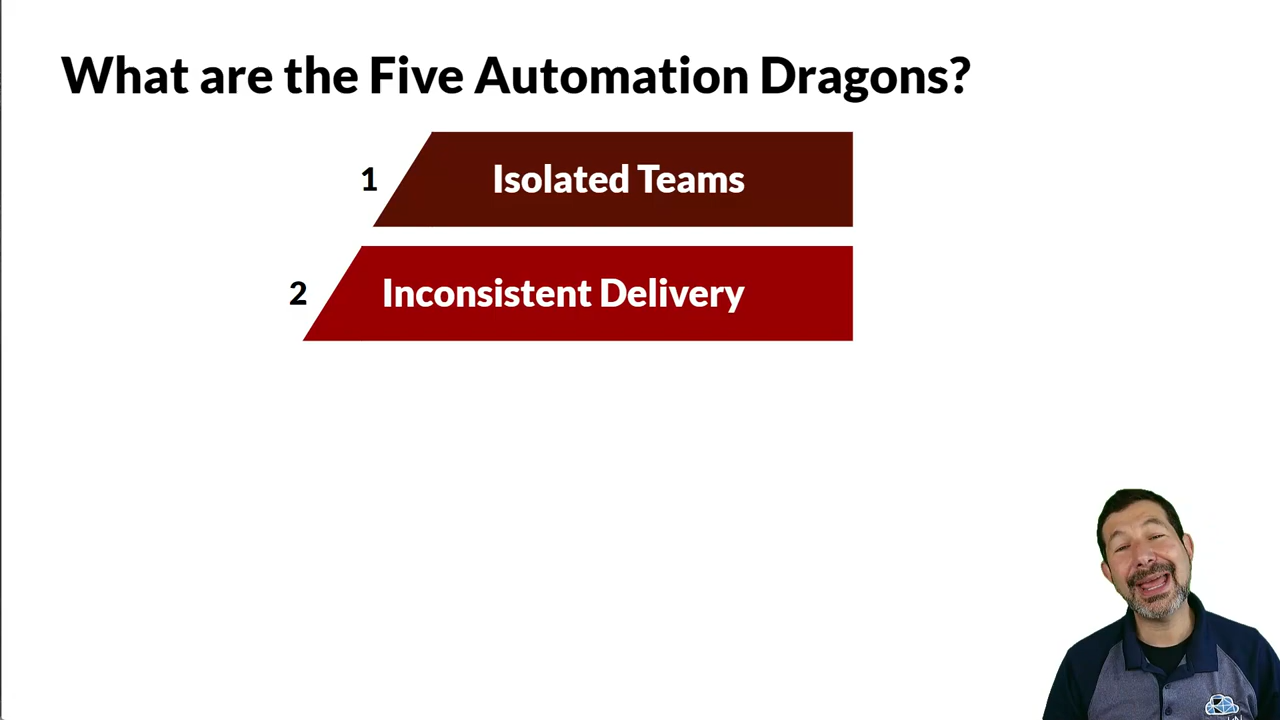 What are the Five Automation Dragons?
1
Isolated Teams
2
Inconsistent Delivery